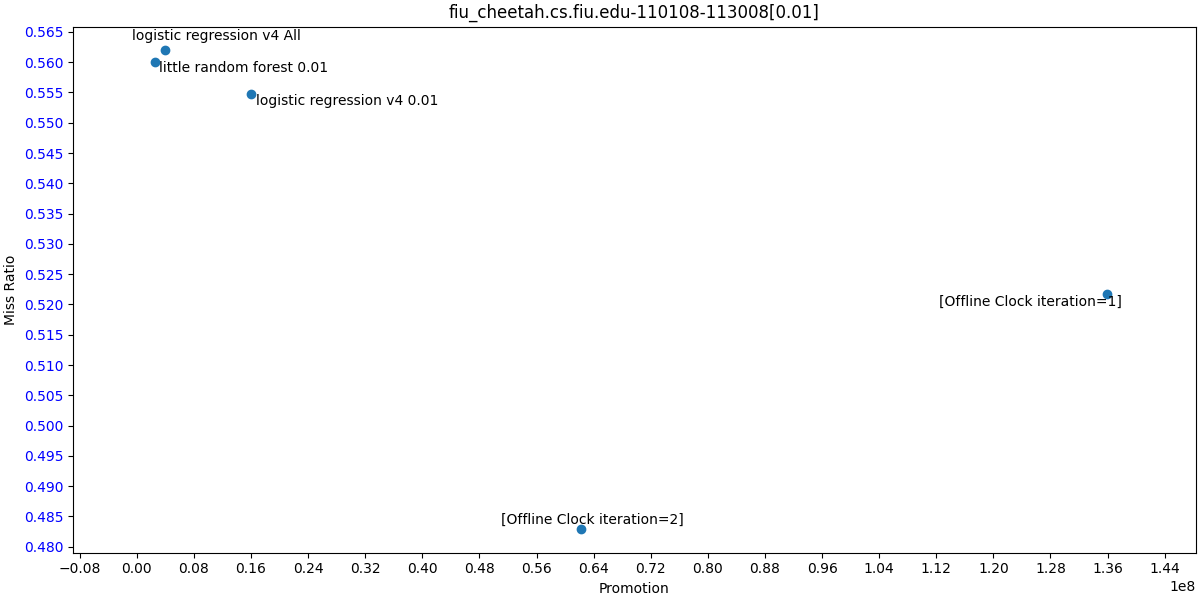 fiu_cheetah.cs.fiu.edu-110108-113008[0.01]
0.565
0.560
0.555
0.550
0.545
0.540
0.535
0.530
0.525
0.520
0.515
0.510
0.505
0.500
0.495
0.490
0.485
0.480
Miss Ratio
logistic regression v4 All
little random forest 0.01
logistic regression v4 0.01
[Offline Clock iteration=1]
[Offline Clock iteration=2]
−0.08 0.00 0.08 0.16 0.24 0.32 0.40 0.48 0.56 0.64 0.72 0.80 0.88 0.96 1.04 1.12 1.20 1.28 1.36 1.44
1e8
Promotion